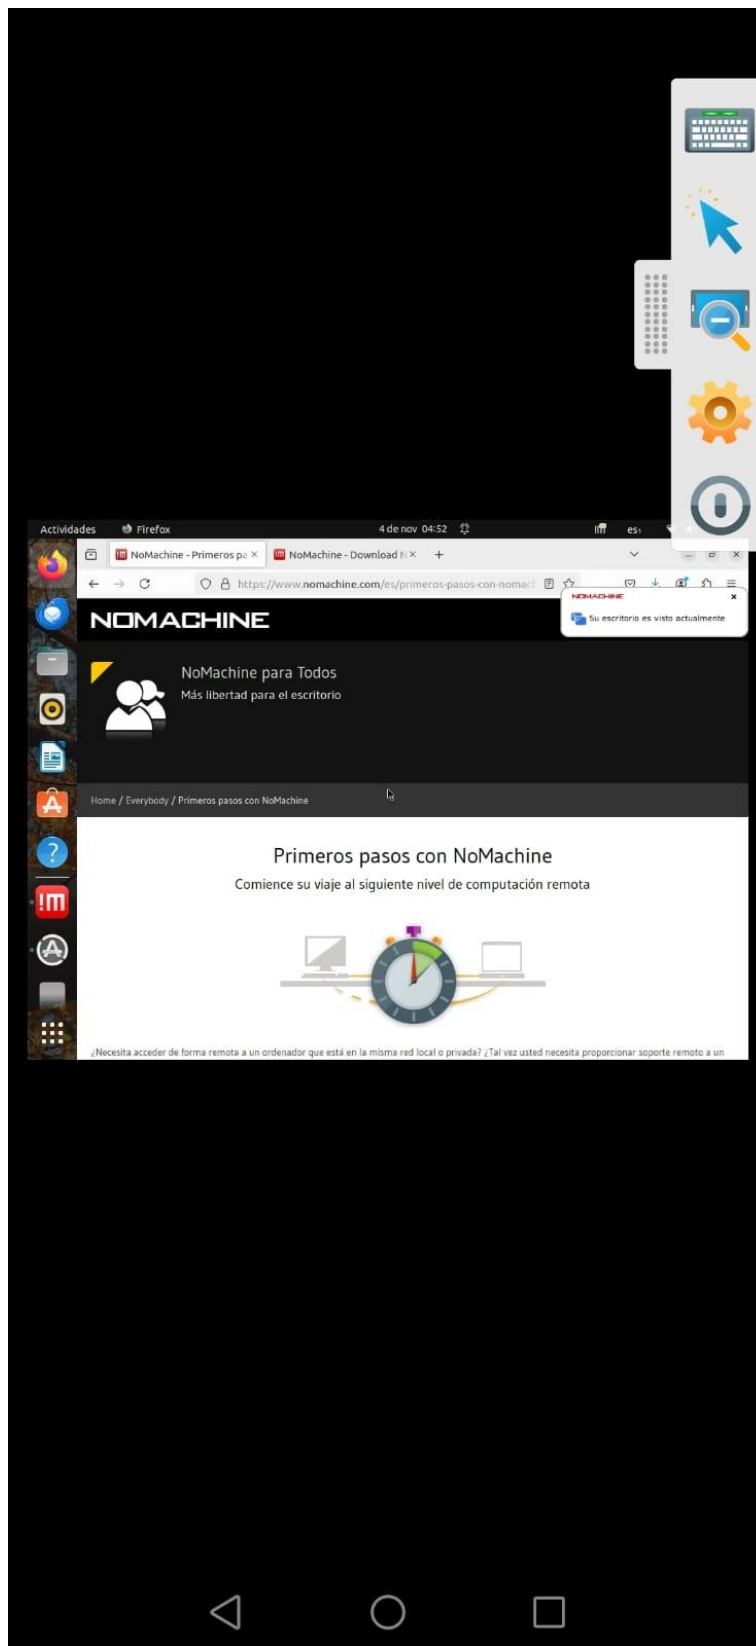 Actividades Firefox 4 de nov 04:52 es₁
NoMachine - Primeros pa NoMachine - Download N
https://www.nomachine.com/es/primeros-pasos-con-nomach
NOMACHINE
Su escritorio es visto actualmente
NOMACHINE
NoMachine para Todos
Más libertad para el escritorio
Home / Everybody / Primeros pasos con NoMachine
Primeros pasos con NoMachine
Comience su viaje al siguiente nivel de computación remota
¿Necesita acceder de forma remota a un ordenador que está en la misma red local o privada? ¿Tal vez usted necesita proporcionar soporte remoto a un